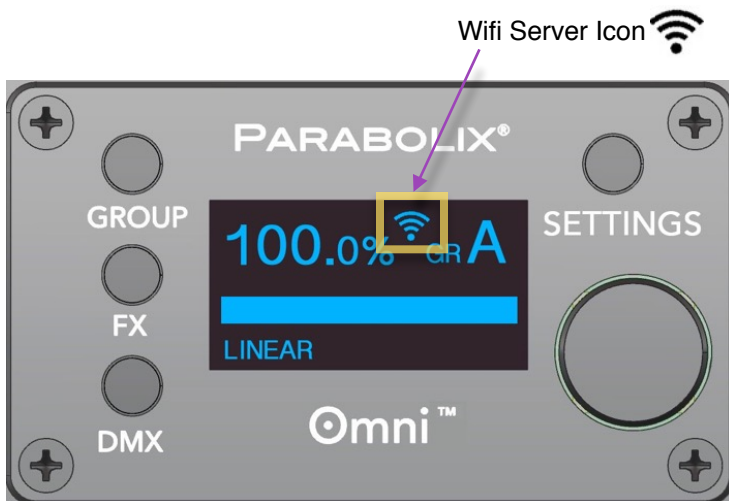 Wifi Server Icon
PARABOLIX®
GROUP
SETTINGS
100.0% GR A
FX
LINEAR
DMX
Omni™